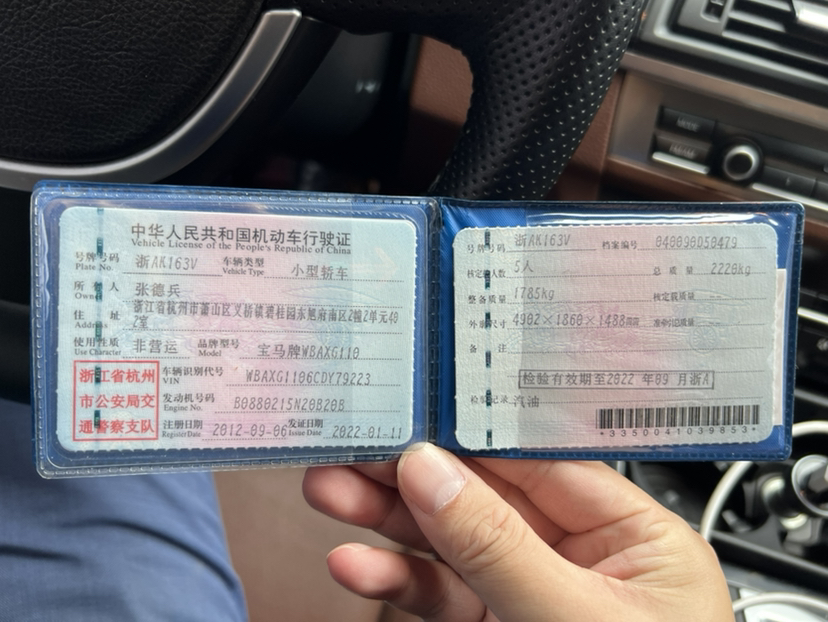 中华人民共和国机动车行驶证
Vehicle License of the People's Republic of China
号牌号码 浙AK163V 车辆类型 小型轿车
Plate No. Vehicle Type
所有人 张德兵
Owner
住址 浙江省杭州市萧山区义桥镇碧桂园东旭府南区2幢2单元40
Address 2室
使用性质 非营运 品牌型号 宝马牌WBAXG110
Use Character Model
浙江省杭州
市公安局交
通警察支队
车辆识别代号 WBAXG1106CDY79223
VIN
发动机号码 B0880215N20B20B
Engine No.
注册日期 2012-09-06 发证日期 2022-01-11
Register Date Issue Date
号牌号码 浙AK163V 档案编号
核定载人数 5人 总质量 2220kg
整备质量 1785kg 核定载质量 --
外廓尺寸 4902×1860×1488mm 准牵引总质量 --
备注
检验有效期至2022年09月浙A
检验记录 汽油
*3350041039853*
MODE